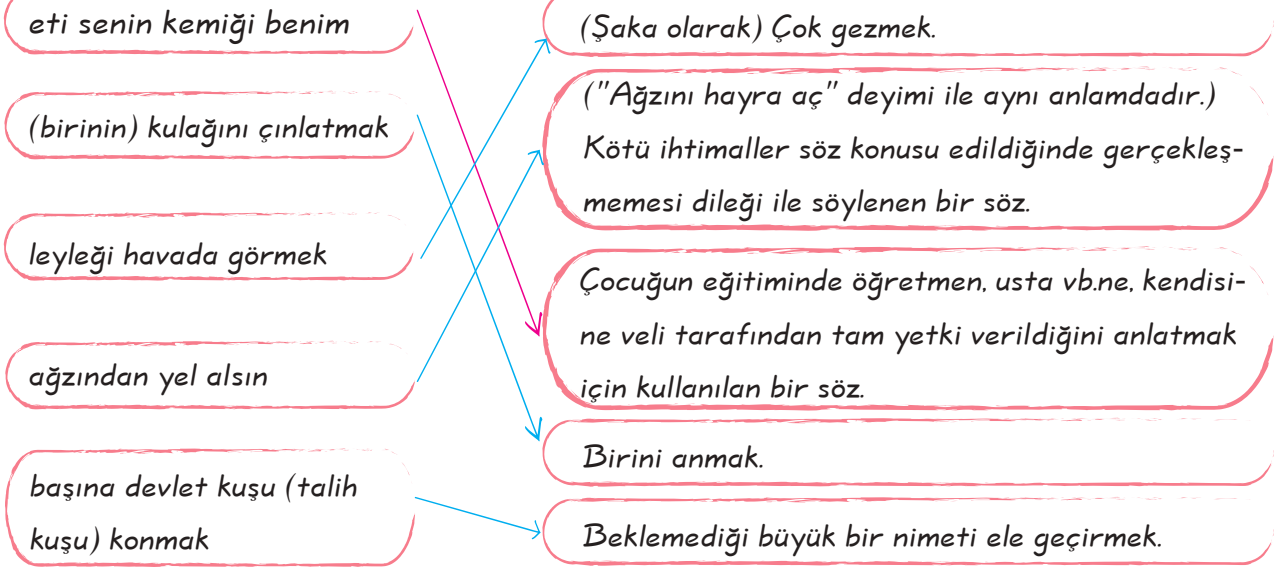 eti senin kemiği benim
(birinin) kulağını çınlatmak
leyleği havada görmek
ağzından yel alsın
başına devlet kuşu (talih
kuşu) konmak
(Şaka olarak) Çok gezmek.
("Ağzını hayra aç" deyimi ile aynı anlamdadır.)
Kötü ihtimaller söz konusu edildiğinde gerçekleş-
memesi dileği ile söylenen bir söz.
Çocuğun eğitiminde öğretmen, usta vb.ne, kendisi-
ne veli tarafından tam yetki verildiğini anlatmak
için kullanılan bir söz.
Birini anmak.
Beklemediği büyük bir nimeti ele geçirmek.